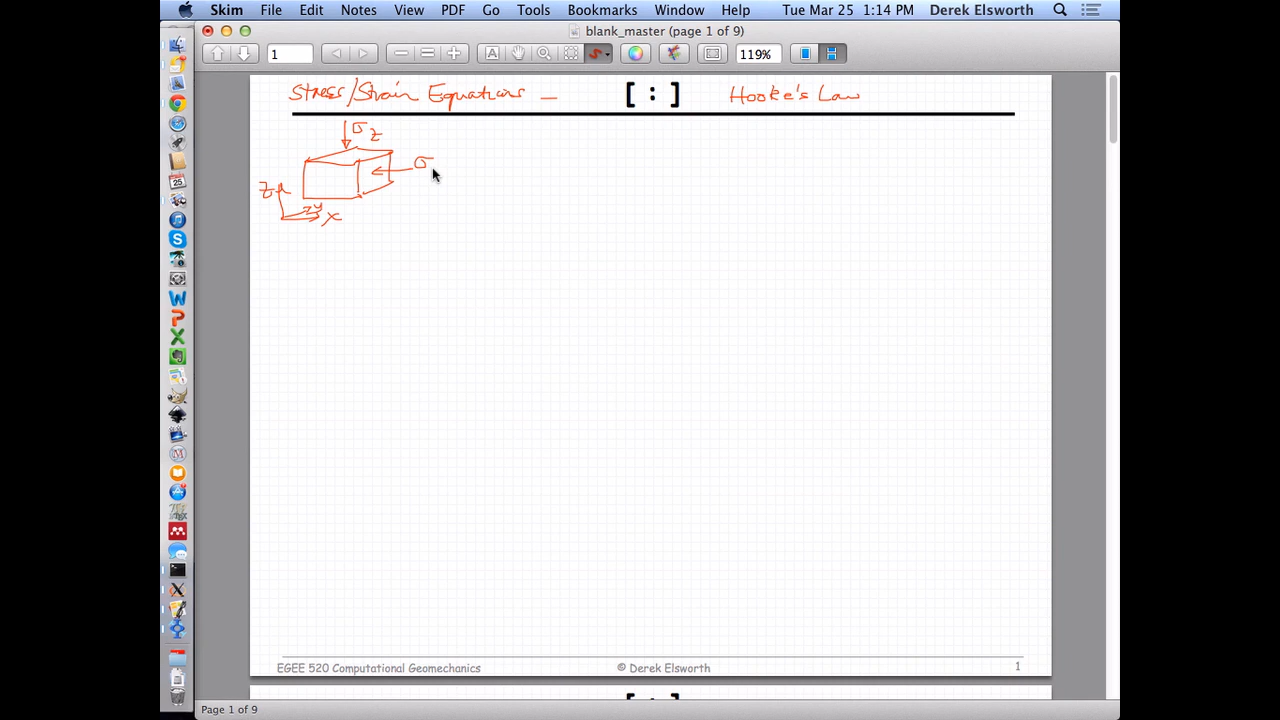 Skim File Edit View Go Tools Bookmarks Window Help Tue Mar 25 1:14 PM Derek Elsworth
blank_master (page 1 of 9)
1 A 119%
Stress/Strain Equations — [ : ] Hooke's Law
σz
σ
z
y
x
EGEE 520 Computational Geomechanics © Derek Elsworth 1
[ : ]
Page 1 of 9